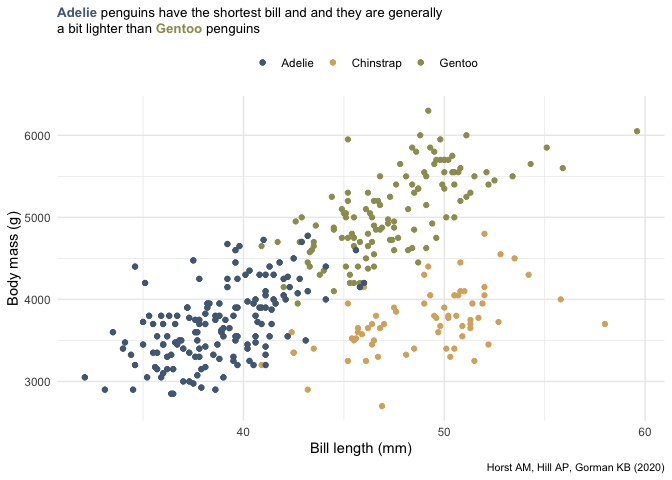 Adelie penguins have the shortest bill and and they are generally
a bit lighter than Gentoo penguins
Adelie Chinstrap Gentoo
6000
5000
4000
3000
Body mass (g)
40 50 60
Bill length (mm)
Horst AM, Hill AP, Gorman KB (2020)